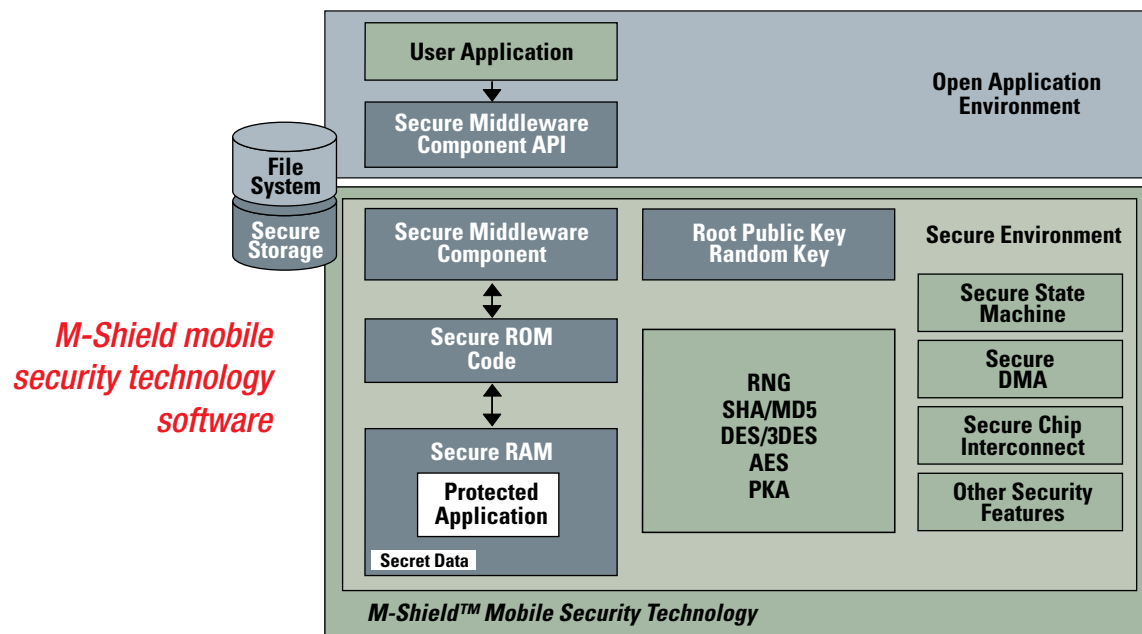 User Application
Open Application
Environment
Secure Middleware
Component API
File
System
Secure
Storage
Secure Middleware
Component
Root Public Key
Random Key
Secure Environment
Secure State
Machine
M-Shield mobile
security technology
software
Secure ROM
Code
RNG
SHA/MD5
DES/3DES
AES
PKA
Secure
DMA
Secure Chip
Interconnect
Secure RAM
Protected
Application
Secret Data
Other Security
Features
M-Shield™ Mobile Security Technology